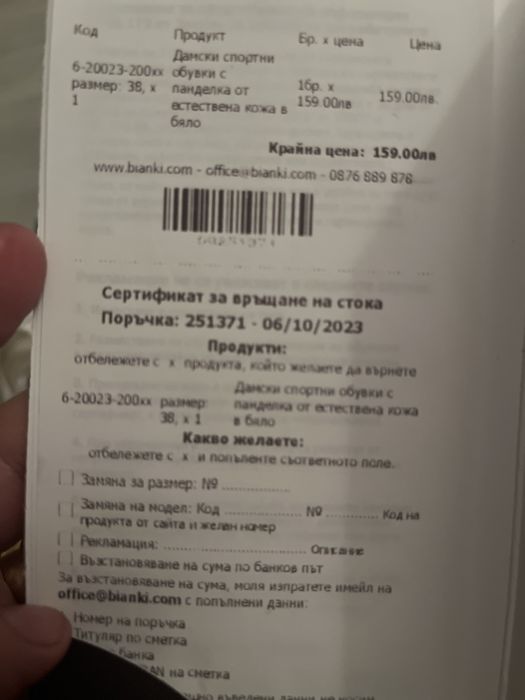 Код Продукт Бр. x цена Цена
6-20023-200xx размер: 38, x 1 Дамски спортни обувки с панделка от естествена кожа в бяло 1бр. x 159.00лв 159.00лв.
Крайна цена: 159.00лв
www.bianki.com - office@bianki.com - 0876 889 876
Сертификат за връщане на стока
Поръчка: 251371 - 06/10/2023
Продукти:
отбележете с x продукта, който желаете да върнете
6-20023-200xx размер: 38, x 1 Дамски спортни обувки с панделка от естествена кожа в бяло
Какво желаете:
отбележете с x и попълнете съответното поле.
Замяна за размер: №
Замяна на модел: Код № Код на
продукта от сайта и желан номер
Рекламация: Описание
Възстановяване на сума по банков път
За възстановяване на сума, моля изпратете имейл на
office@bianki.com с попълнени данни:
Номер на поръчка
Титуляр по сметка
банка
на сметка